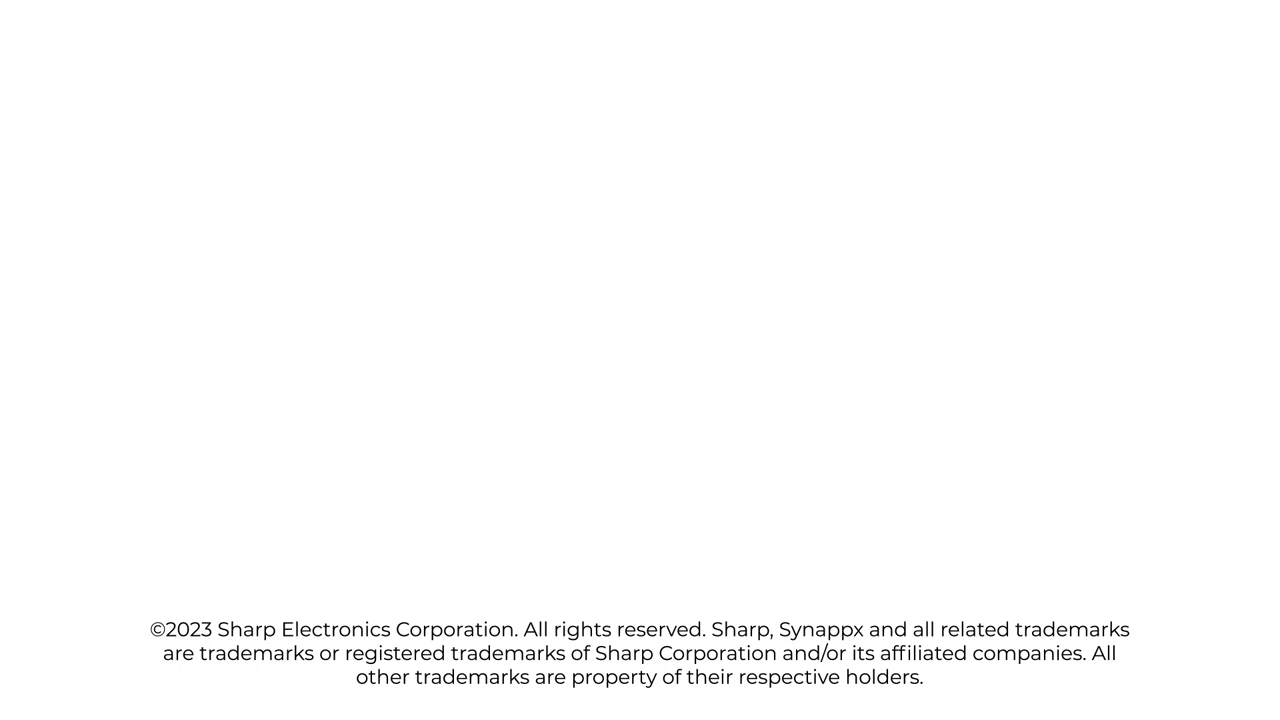 ©2023 Sharp Electronics Corporation. All rights reserved. Sharp, Synappx and all related trademarks
are trademarks or registered trademarks of Sharp Corporation and/or its affiliated companies. All
other trademarks are property of their respective holders.